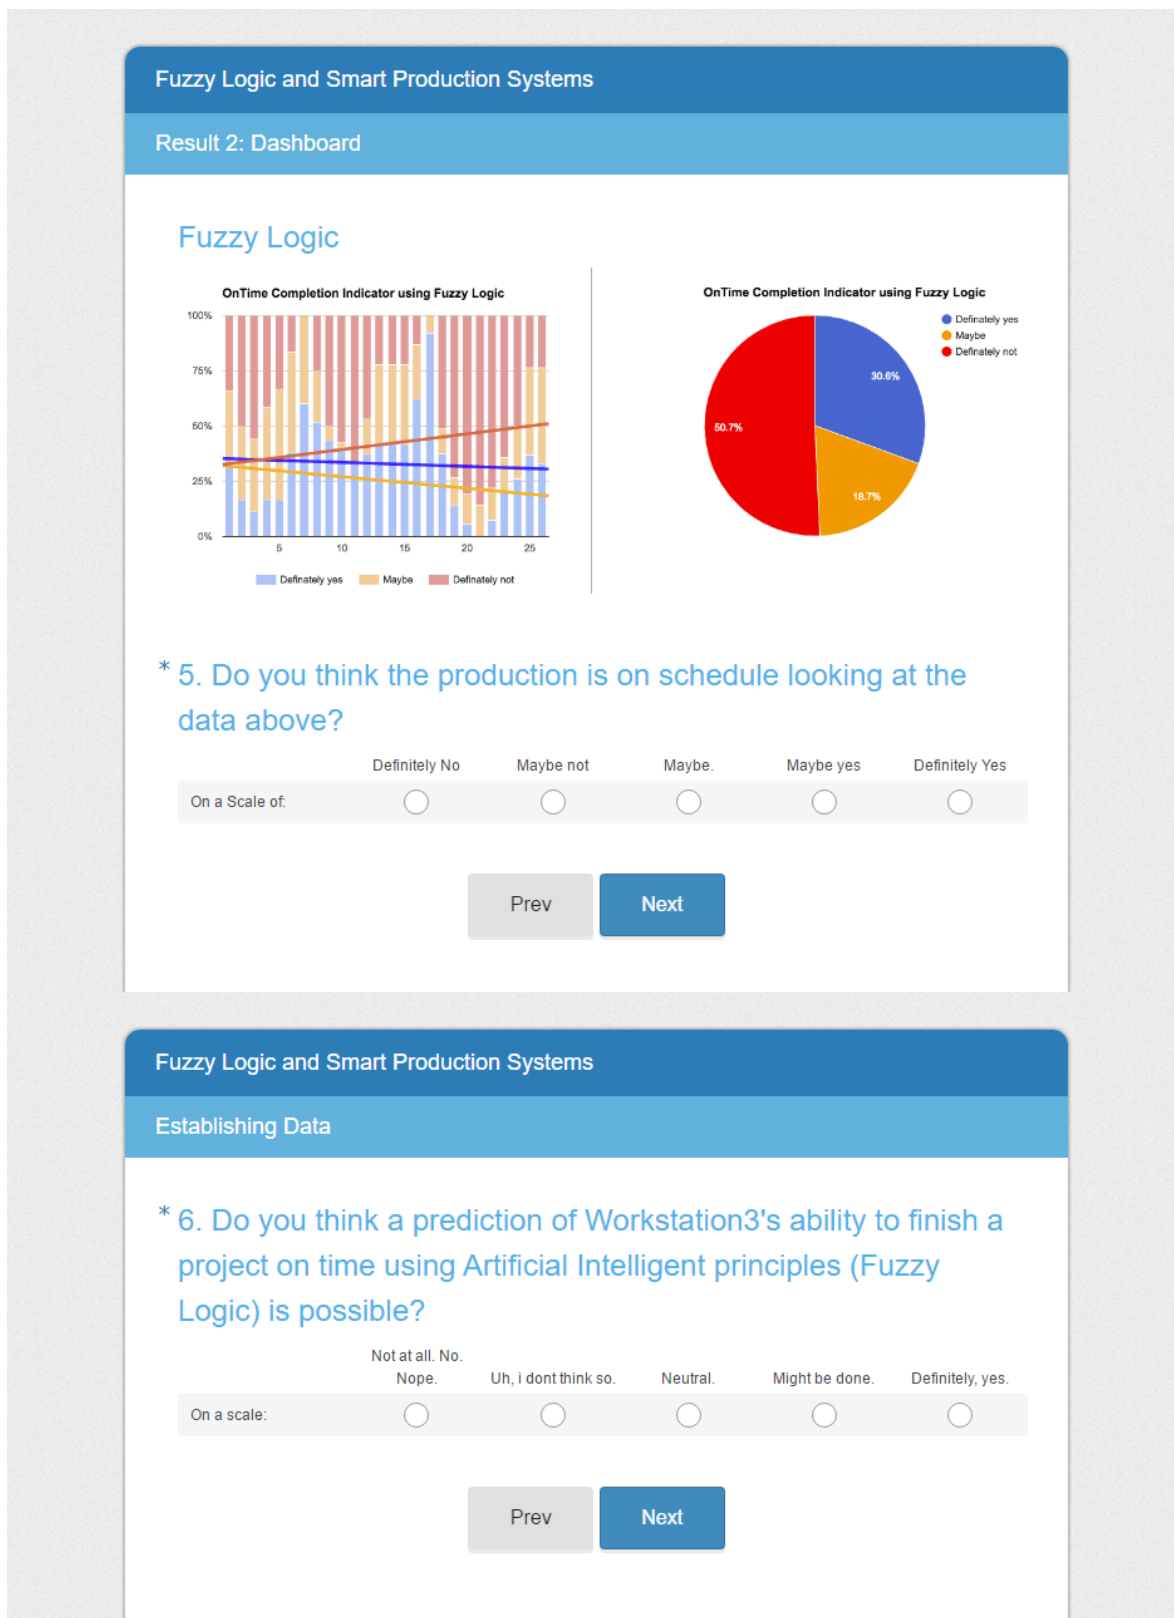 Fuzzy Logic and Smart Production Systems
Result 2: Dashboard
Fuzzy Logic
OnTime Completion Indicator using Fuzzy Logic
100%
75%
50%
25%
0%
5 10 15 20 25
Definately yes Maybe Definately not
OnTime Completion Indicator using Fuzzy Logic
Definately yes
Maybe
Definately not
30.6%
50.7%
18.7%
* 5. Do you think the production is on schedule looking at the
data above?
Definitely No Maybe not Maybe. Maybe yes Definitely Yes
On a Scale of:
Prev Next
Fuzzy Logic and Smart Production Systems
Establishing Data
* 6. Do you think a prediction of Workstation3's ability to finish a
project on time using Artificial Intelligent principles (Fuzzy
Logic) is possible?
Not at all. No.
Nope. Uh, i dont think so. Neutral. Might be done. Definitely, yes.
On a scale:
Prev Next